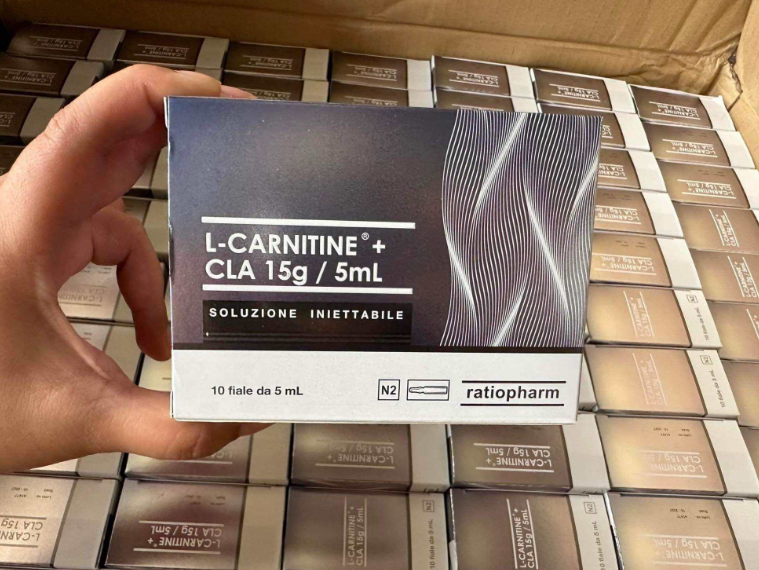 L-CARNITINE® +
CLA 15g / 5mL
SOLUZIONE INIETTABILE
10 fiale da 5 mL
N2
ratiopharm